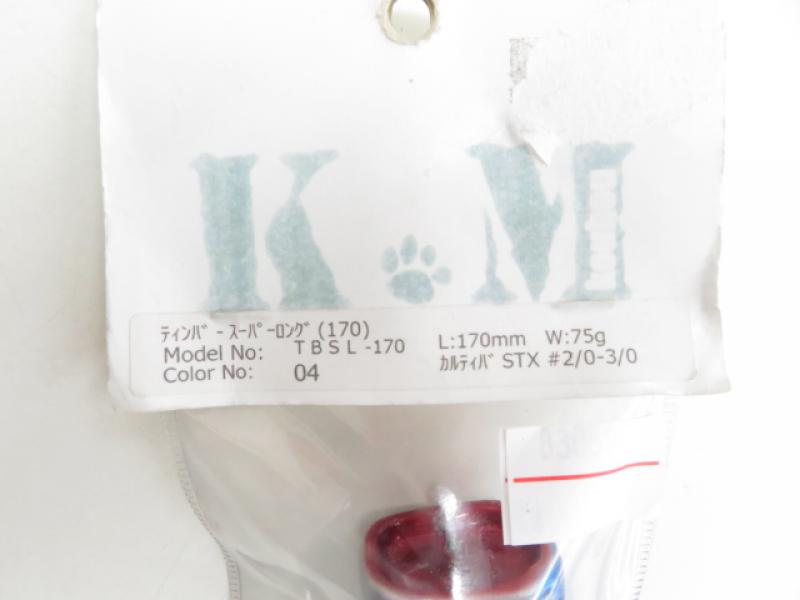 K M
ﾃｨﾝﾊﾞ - ｽｰﾊﾟｰﾛﾝｸﾞ (170)
Model No: TBSL-170 L:170mm W:75g
Color No: 04 ｶﾙﾃｨﾊﾞ STX #2/0-3/0